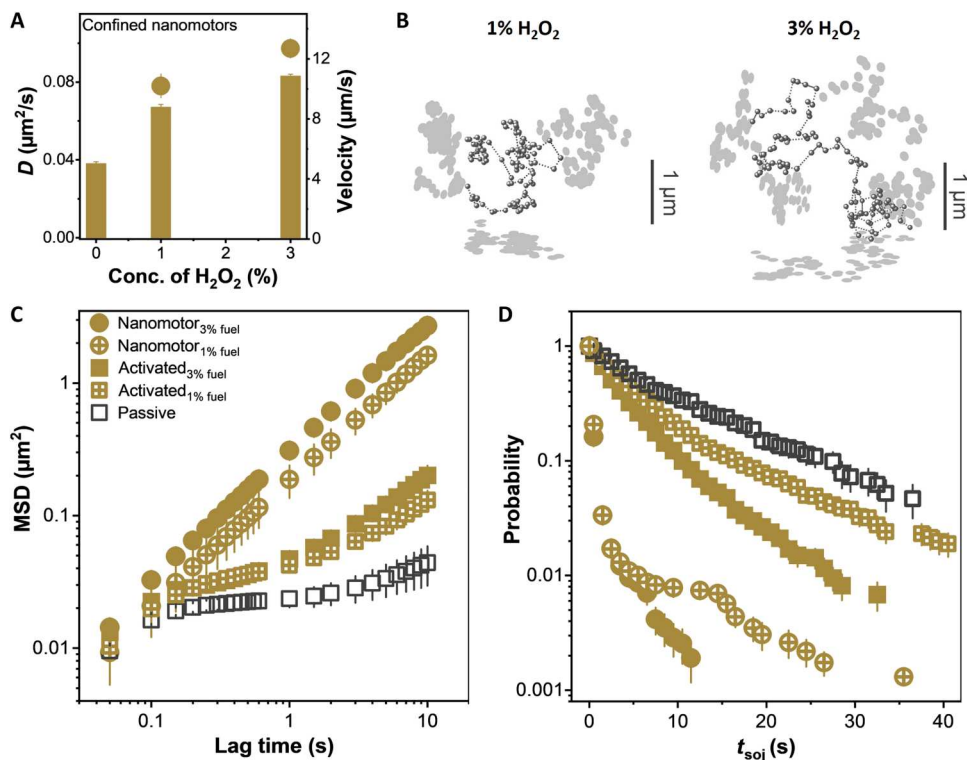 A
Confined nanomotors
D (µm²/s)
0.08
0.04
0.00
12
8
4
0
Velocity (µm/s)
0 1 2 3
Conc. of H₂O₂ (%)
B
1% H₂O₂
3% H₂O₂
1 µm
1 µm
C
Nanomotor₃% fuel
Nanomotor₁% fuel
Activated₃% fuel
Activated₁% fuel
Passive
MSD (µm²)
1
0.1
0.01
0.1 1 10
Lag time (s)
D
Probability
1
0.1
0.01
0.001
0 10 20 30 40
t soj (s)